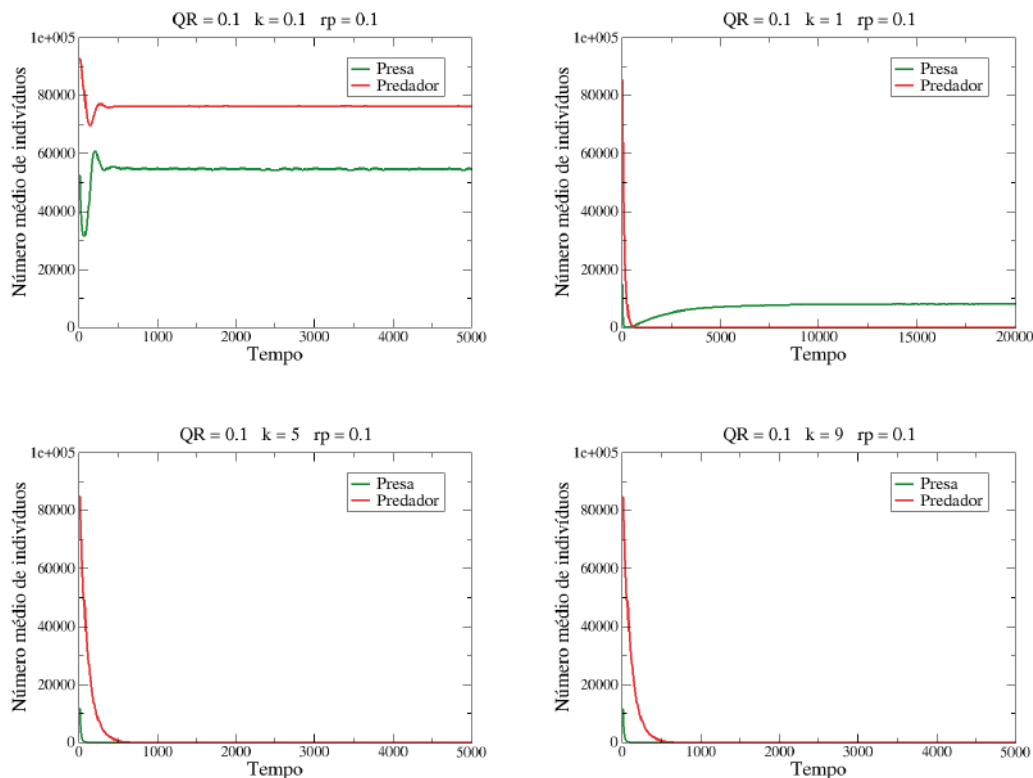 QR = 0.1 k = 0.1 rp = 0.1
1e+005
80000
60000
40000
20000
0
Número médio de indivíduos
Presa
Predador
0 1000 2000 3000 4000 5000
Tempo
QR = 0.1 k = 1 rp = 0.1
1e+005
80000
60000
40000
20000
0
Número médio de indivíduos
Presa
Predador
0 5000 10000 15000 20000
Tempo
QR = 0.1 k = 5 rp = 0.1
1e+005
80000
60000
40000
20000
0
Número médio de indivíduos
Presa
Predador
0 1000 2000 3000 4000 5000
Tempo
QR = 0.1 k = 9 rp = 0.1
1e+005
80000
60000
40000
20000
0
Número médio de indivíduos
Presa
Predador
0 1000 2000 3000 4000 5000
Tempo